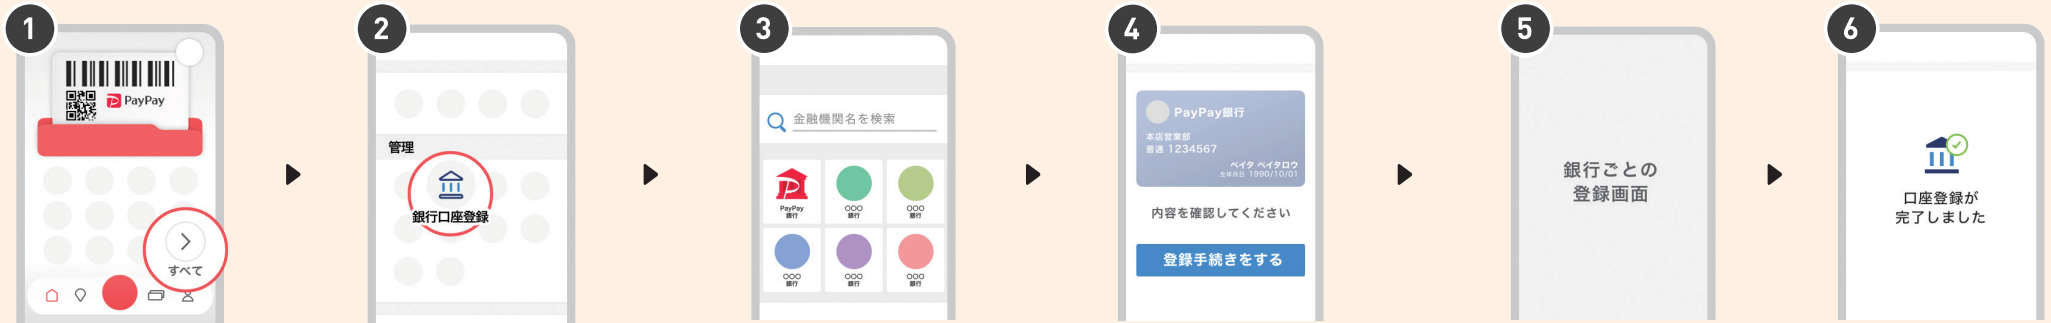 1
PayPay
すべて
2
管理
銀行口座登録
3
金融機関名を検索
PayPay
銀行
○○○
銀行
○○○
銀行
○○○
銀行
○○○
銀行
○○○
銀行
4
PayPay銀行
本店営業部
普通 1234567
ペイタ ペイタロウ
生年月日 1990/10/01
内容を確認してください
登録手続きをする
5
銀行ごとの
登録画面
6
口座登録が
完了しました